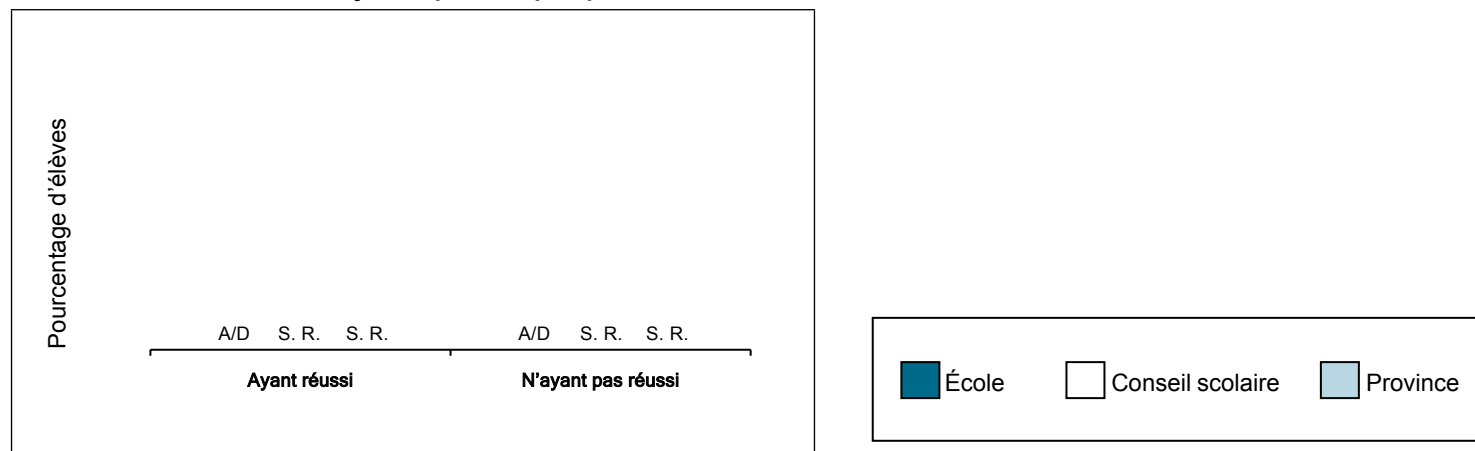 Pourcentage d'élèves
A/D S. R. S. R. A/D S. R. S. R.
Ayant réussi N'ayant pas réussi
École Conseil scolaire Province